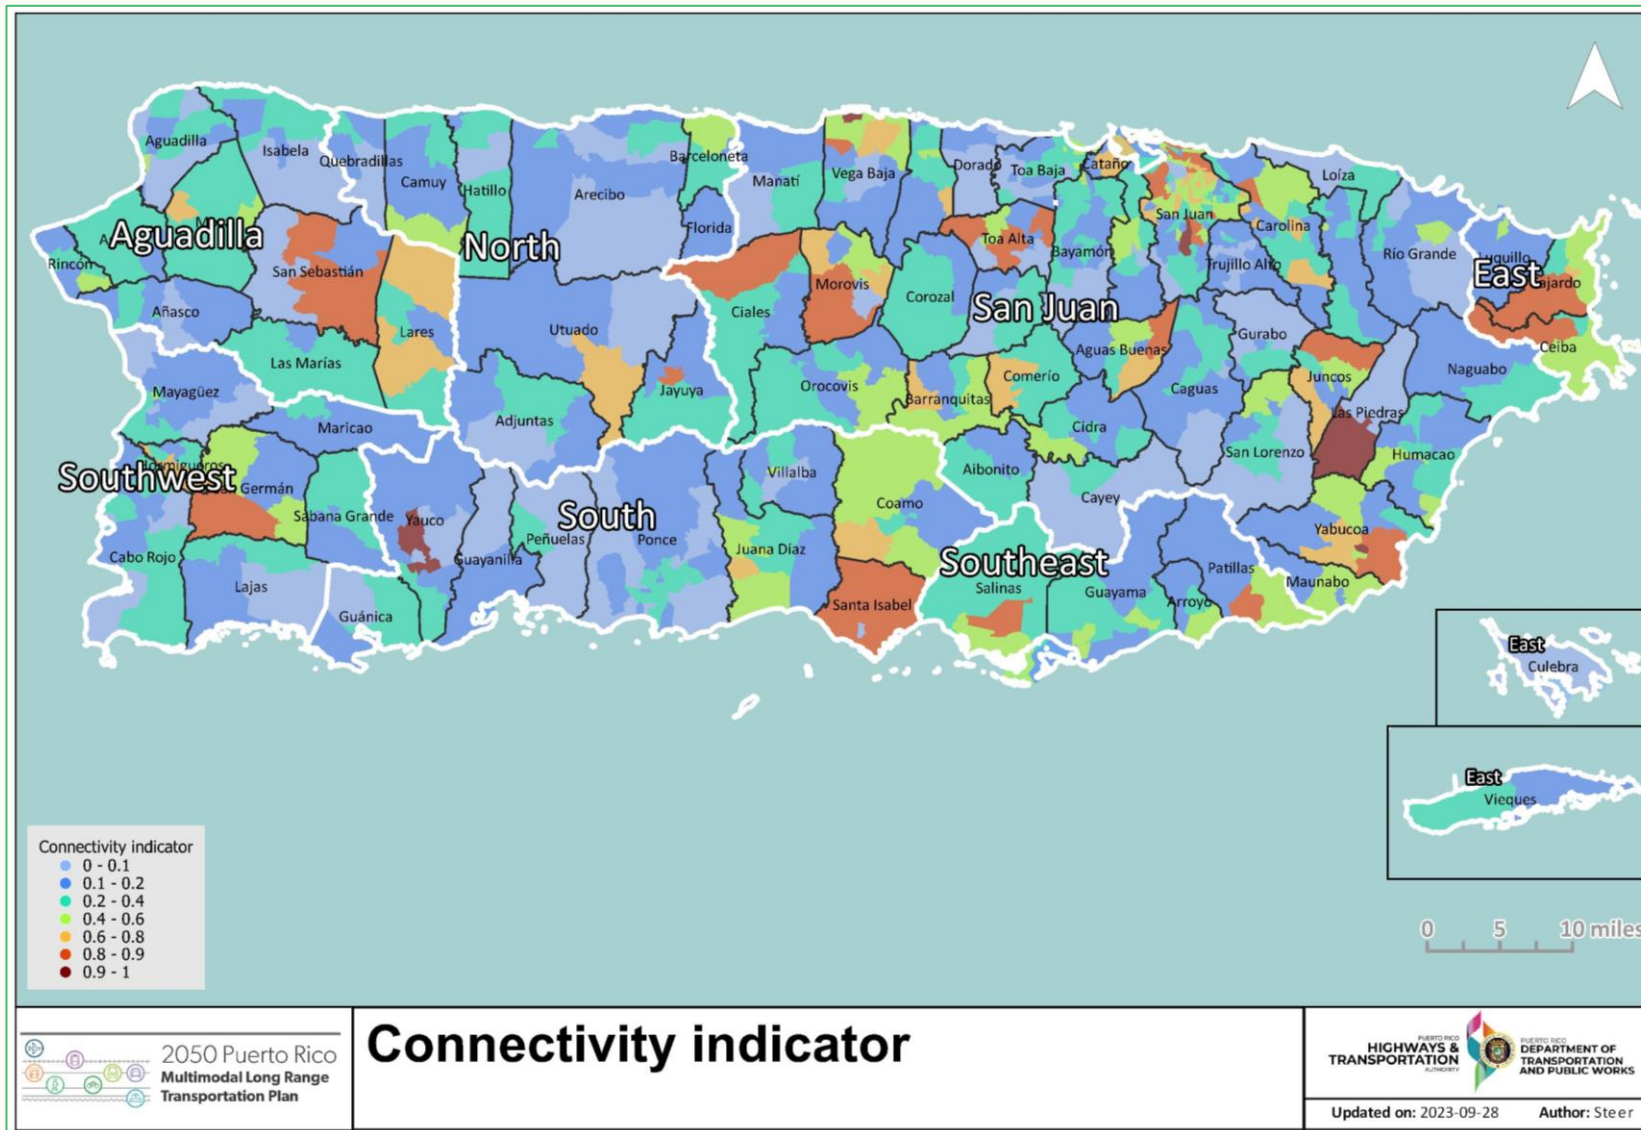 Aguadilla
Isabela
Quebradillas
Camuy
Hatillo
Arecibo
Barceloneta
Florida
Manatí
Vega Baja
Dorado
Toa Baja
Cataño
San Juan
Loíza
Carolina
Toa Alta
Bayamón
Trujillo Alto
Río Grande
Aguadilla
North
San Juan
East
Rincón
San Sebastián
Añasco
Lares
Utuado
Ciales
Morovis
Corozal
Aguas Buenas
Gurabo
Ceiba
Las Marías
Mayagüez
Maricao
Adjuntas
Jayuya
Orocovis
Barranquitas
Comerío
Cidra
Caguas
Juncos
Las Piedras
Naguabo
Southwest
Germán
Sabana Grande
Yauco
South
Villalba
Coamo
Aibonito
Cayey
San Lorenzo
Humacao
Cabo Rojo
Lajas
Guánica
Guayanilla
Peñuelas
Ponce
Juana Díaz
Santa Isabel
Southeast
Salinas
Guayama
Arroyo
Patillas
Maunabo
Yabucoa
East
Culebra
East
Vieques
Connectivity indicator
0 - 0.1
0.1 - 0.2
0.2 - 0.4
0.4 - 0.6
0.6 - 0.8
0.8 - 0.9
0.9 - 1
0 5 10 miles
2050 Puerto Rico
Multimodal Long Range
Transportation Plan
Connectivity indicator
PUERTO RICO
HIGHWAYS &
TRANSPORTATION
AUTHORITY
PUERTO RICO
DEPARTMENT OF
TRANSPORTATION
AND PUBLIC WORKS
Updated on: 2023-09-28 Author: Steer